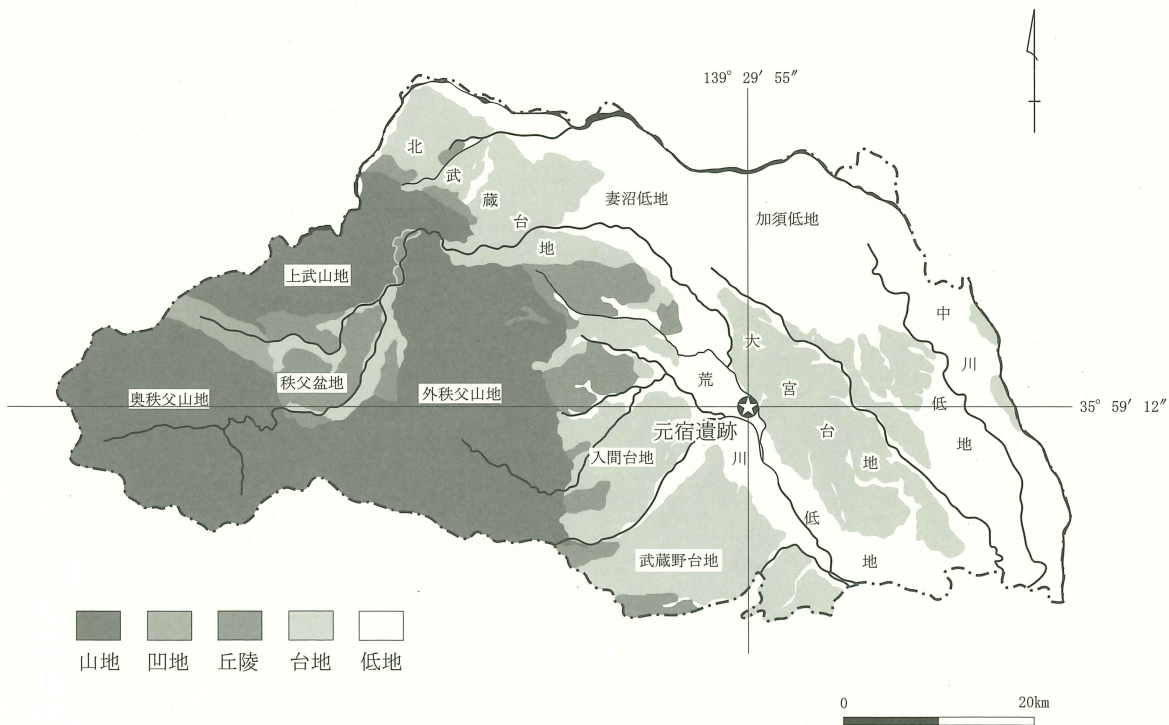 139° 29′ 55″
北武蔵台地
妻沼低地
加須低地
上武山地
中川低地
大宮台地
荒川低地
秩父盆地
奥秩父山地
外秩父山地
35° 59′ 12″
元宿遺跡
入間台地
武蔵野台地
山地 凹地 丘陵 台地 低地
0 20km